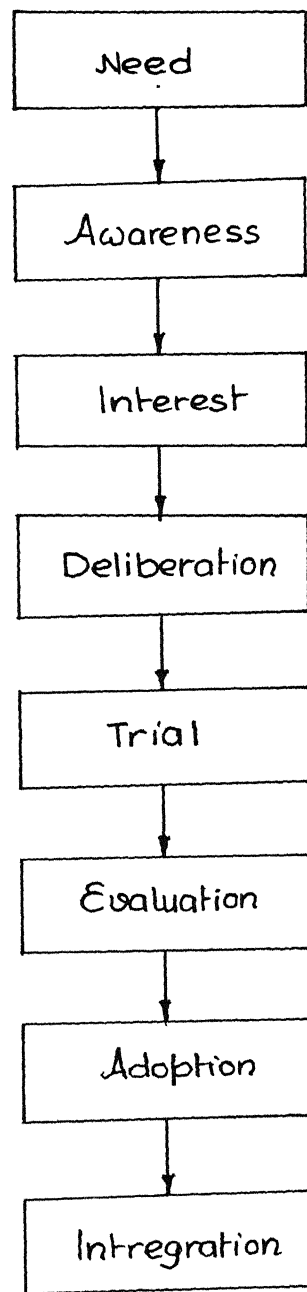 Need
Awareness
Interest
Deliberation
Trial
Evaluation
Adoption
Intregration